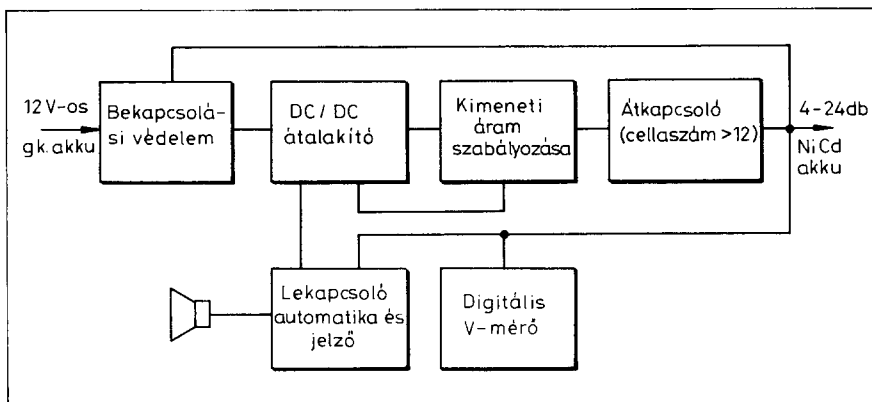 12V-os
gk. akku
Bekapcsolá-
si védelem
DC / DC
átalakító
Kimeneti
áram
szabályozása
Átkapcsoló
(cellaszám >12)
4-24db
NiCd
akku
Lekapcsoló
automatika és
jelző
Digitális
V-mérő